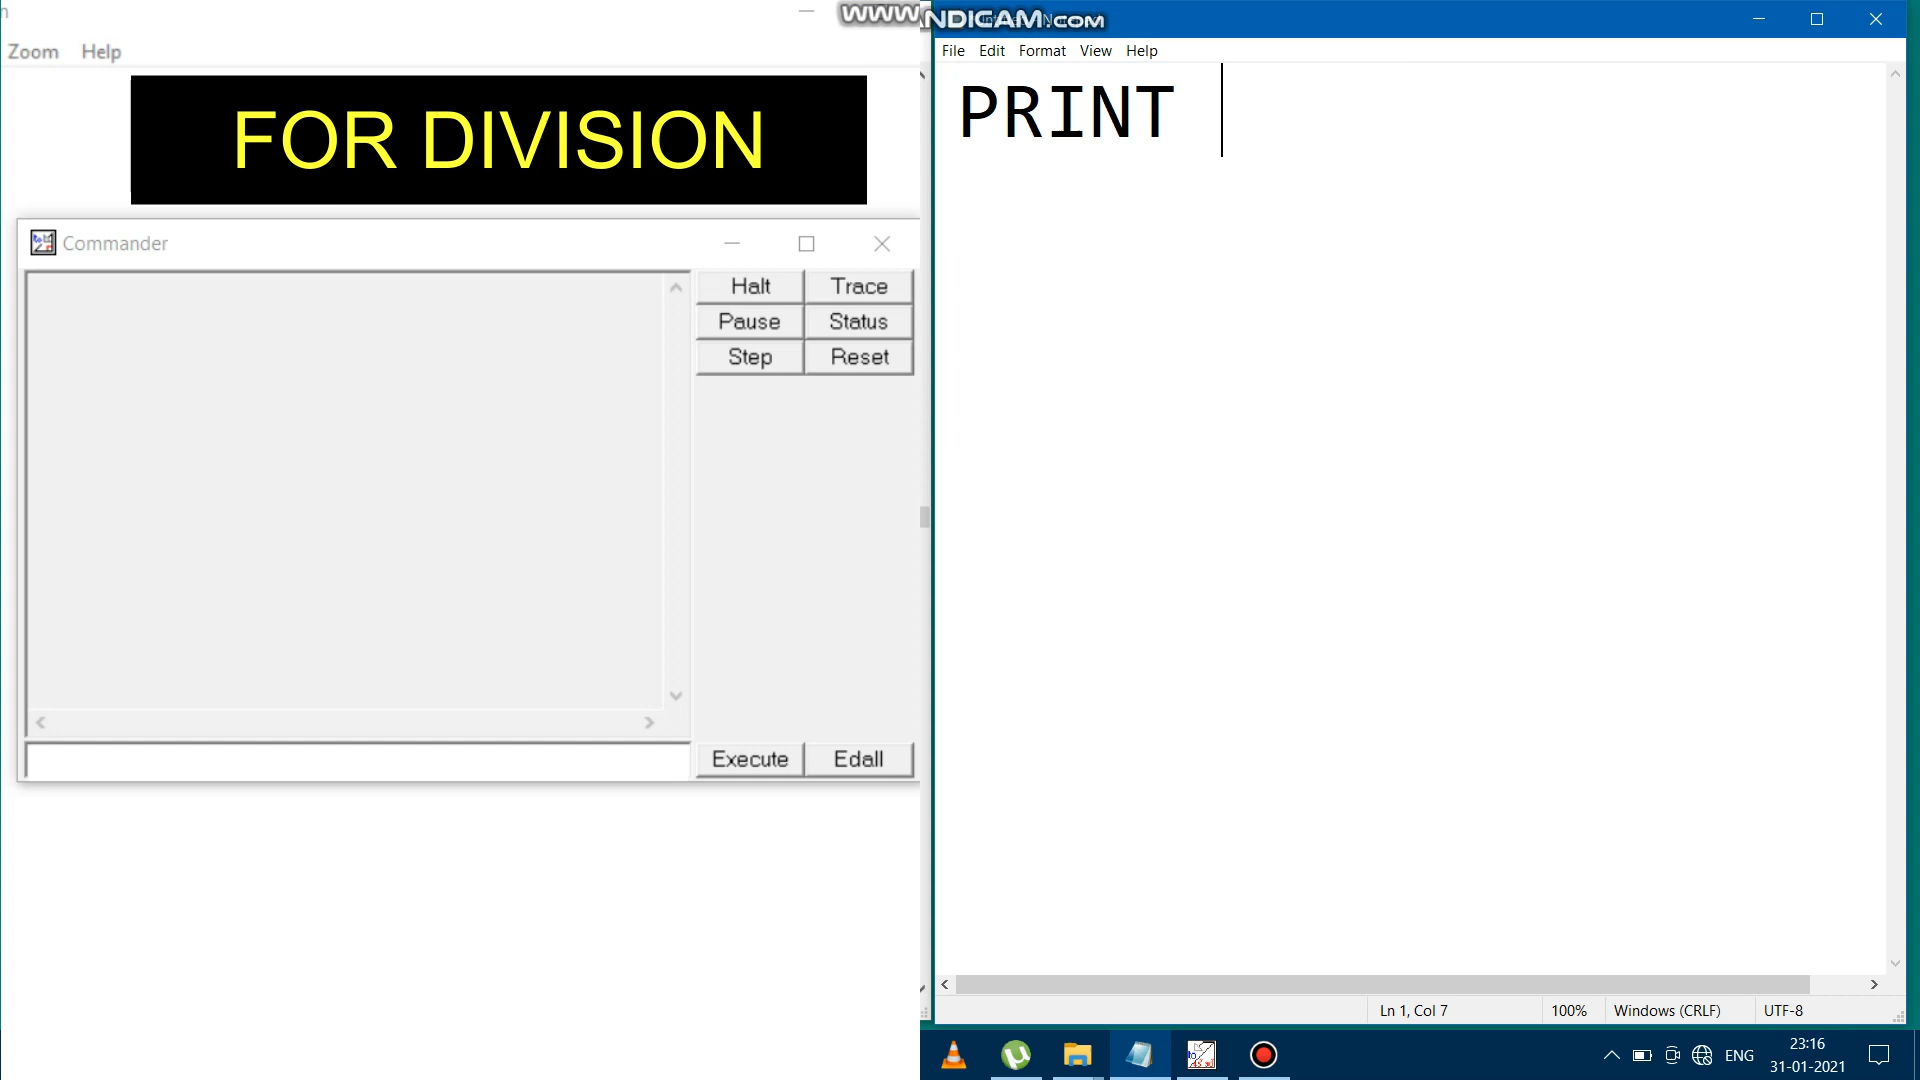 WWW.BANDICAM.COM
Zoom Help
FOR DIVISION
Commander
Halt Trace
Pause Status
Step Reset
Execute Edall
File Edit Format View Help
PRINT
Ln 1, Col 7 100% Windows (CRLF) UTF-8
ENG 23:16
31-01-2021